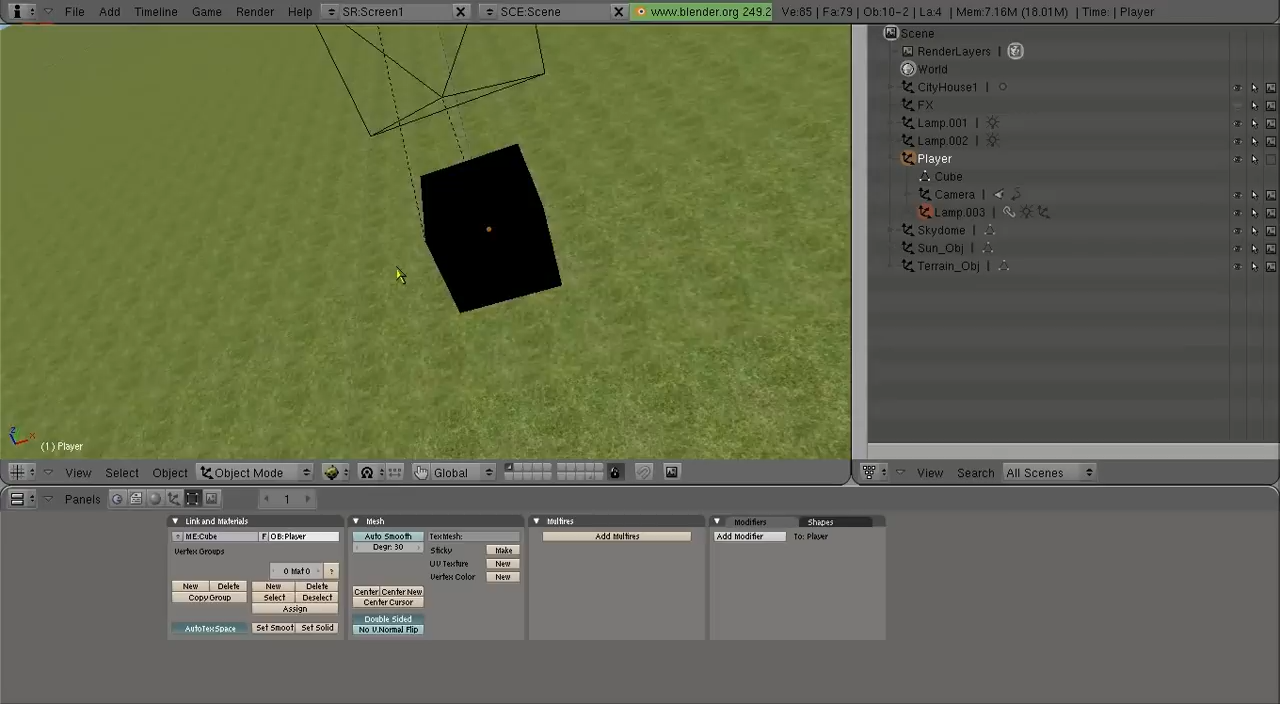 File Add Timeline Game Render Help SR:Screen1 SCE:Scene www.blender.org 249.2 Ve:85 | Fa:79 | Ob:10-2 | La:4 | Mem:7.16M (18.01M) | Time: | Player
Scene
RenderLayers |
World
CityHouse1 |
FX
Lamp.001 |
Lamp.002 |
Player
Cube
Camera |
Lamp.003 |
Skydome |
Sun_Obj |
Terrain_Obj |
Z X
(1) Player
View Select Object Object Mode Global
View Search All Scenes
Panels 1
Link and Materials
ME:Cube F OB:Player
Vertex Groups
0 Mat 0 ?
New Delete New Delete
Copy Group Select Deselect
Assign
AutoTexSpace Set Smoot Set Solid
Mesh
Auto Smooth TexMesh:
Degr: 30
Sticky Make
UV Texture New
Vertex Color New
Center Center New
Center Cursor
Double Sided
No V.Normal Flip
Multires
Add Multires
Modifiers Shapes
Add Modifier To: Player